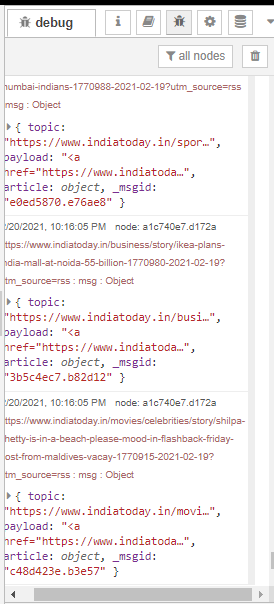 debug
all nodes
numbai-indians-1770988-2021-02-19?utm_source=rss
: msg : Object
{ topic:
"https://www.indiatoday.in/spor…",
payload: "<a
href="https://www.indiatoda…",
article: object, _msgid:
"e0ed5870.e76ae8" }
2/20/2021, 10:16:05 PM node: a1c740e7.d172a
https://www.indiatoday.in/business/story/ikea-plans-
india-mall-at-noida-55-billion-1770980-2021-02-19?
utm_source=rss : msg : Object
{ topic:
"https://www.indiatoday.in/busi…",
payload: "<a
href="https://www.indiatoda…",
article: object, _msgid:
"3b5c4ec7.b82d12" }
2/20/2021, 10:16:05 PM node: a1c740e7.d172a
https://www.indiatoday.in/movies/celebrities/story/shilpa-
shetty-is-in-a-beach-please-mood-in-flashback-friday-
post-from-maldives-vacay-1770915-2021-02-19?
utm_source=rss : msg : Object
{ topic:
"https://www.indiatoday.in/movi…",
payload: "<a
href="https://www.indiatoda…",
article: object, _msgid:
"c48d423e.b3e57" }